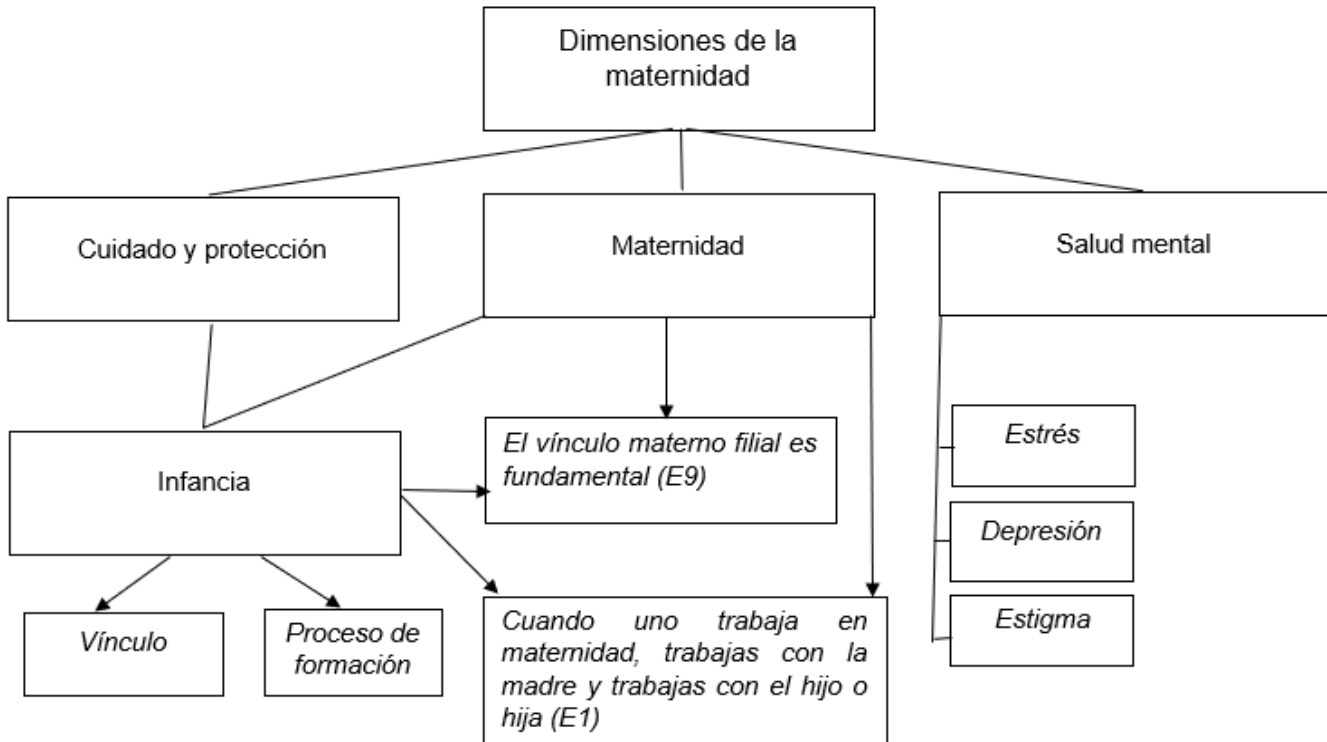 Dimensiones de la
maternidad
Cuidado y protección
Maternidad
Salud mental
Infancia
El vínculo materno filial es
fundamental (E9)
Estrés
Depresión
Estigma
Vínculo
Proceso de
formación
Cuando uno trabaja en
maternidad, trabajas con la
madre y trabajas con el hijo o
hija (E1)